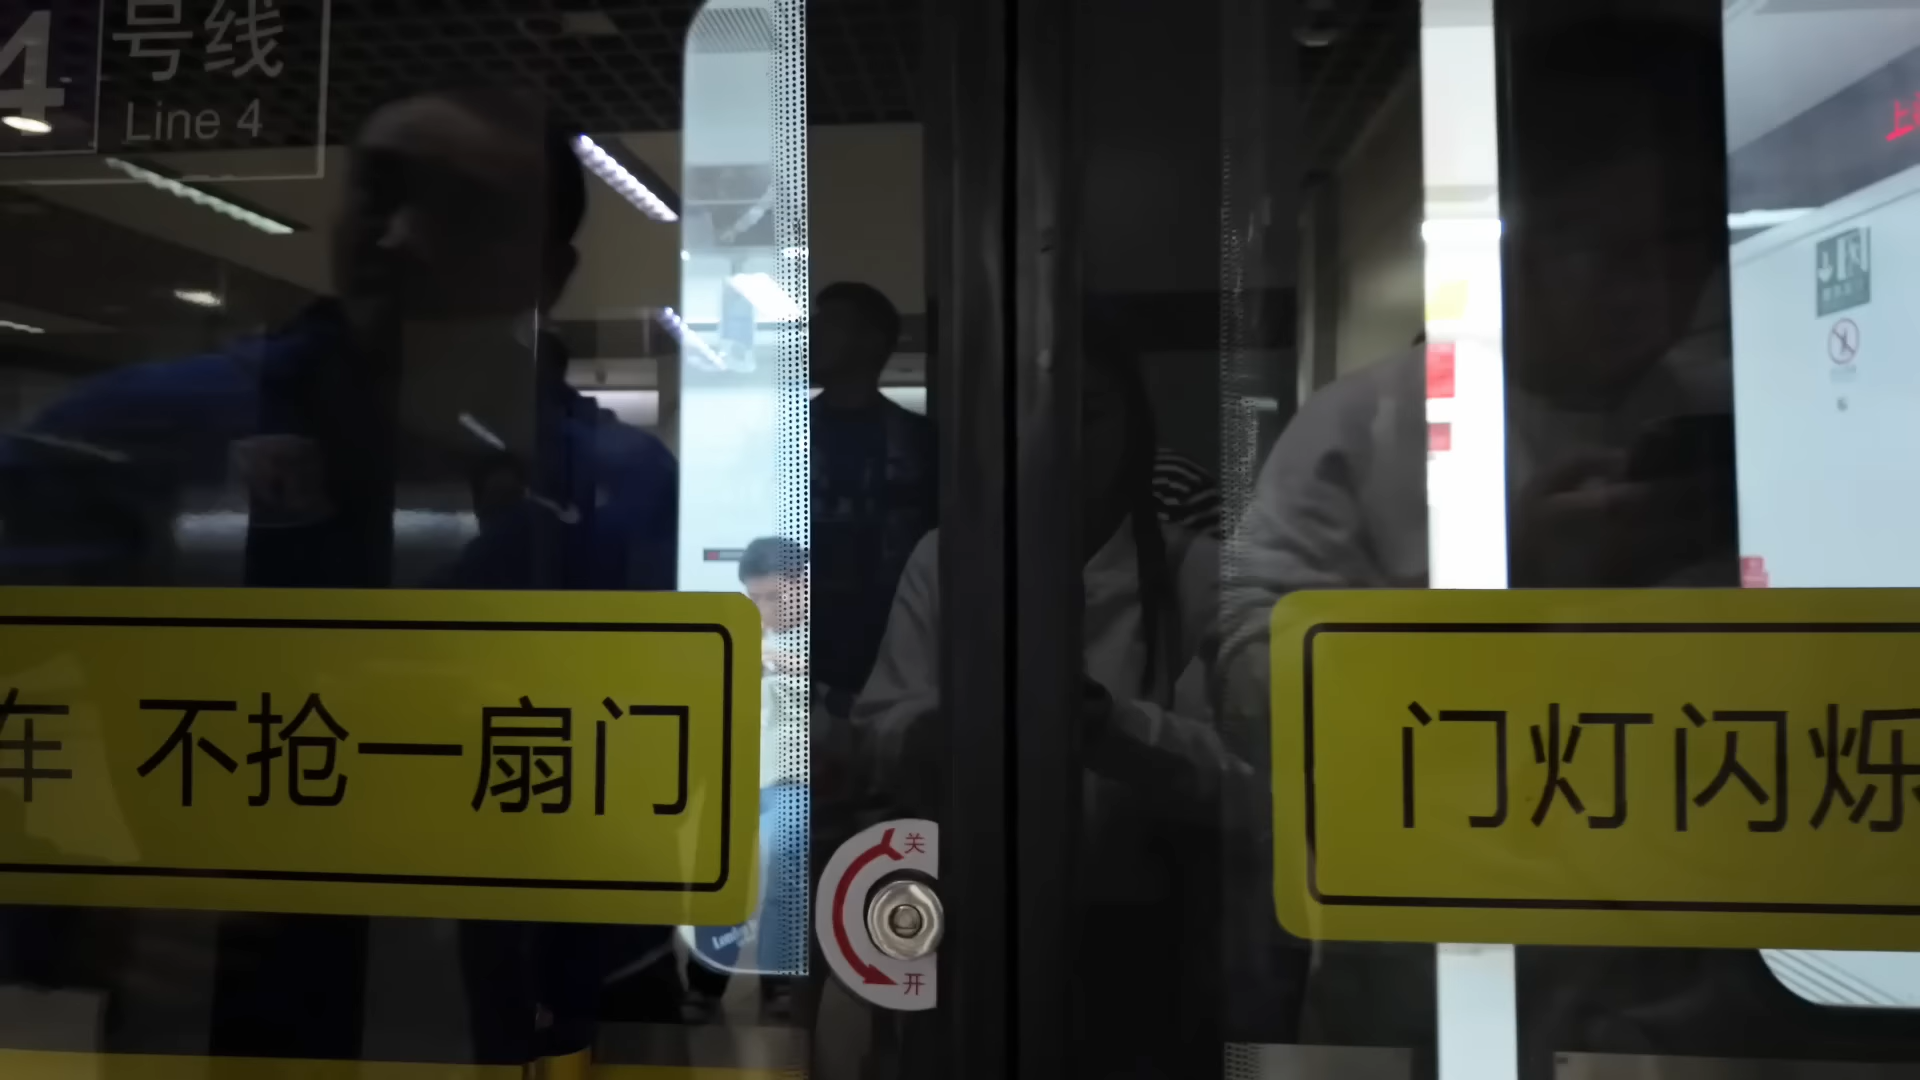 4号线
Line 4
车 不抢一扇门
门灯闪烁
关
开